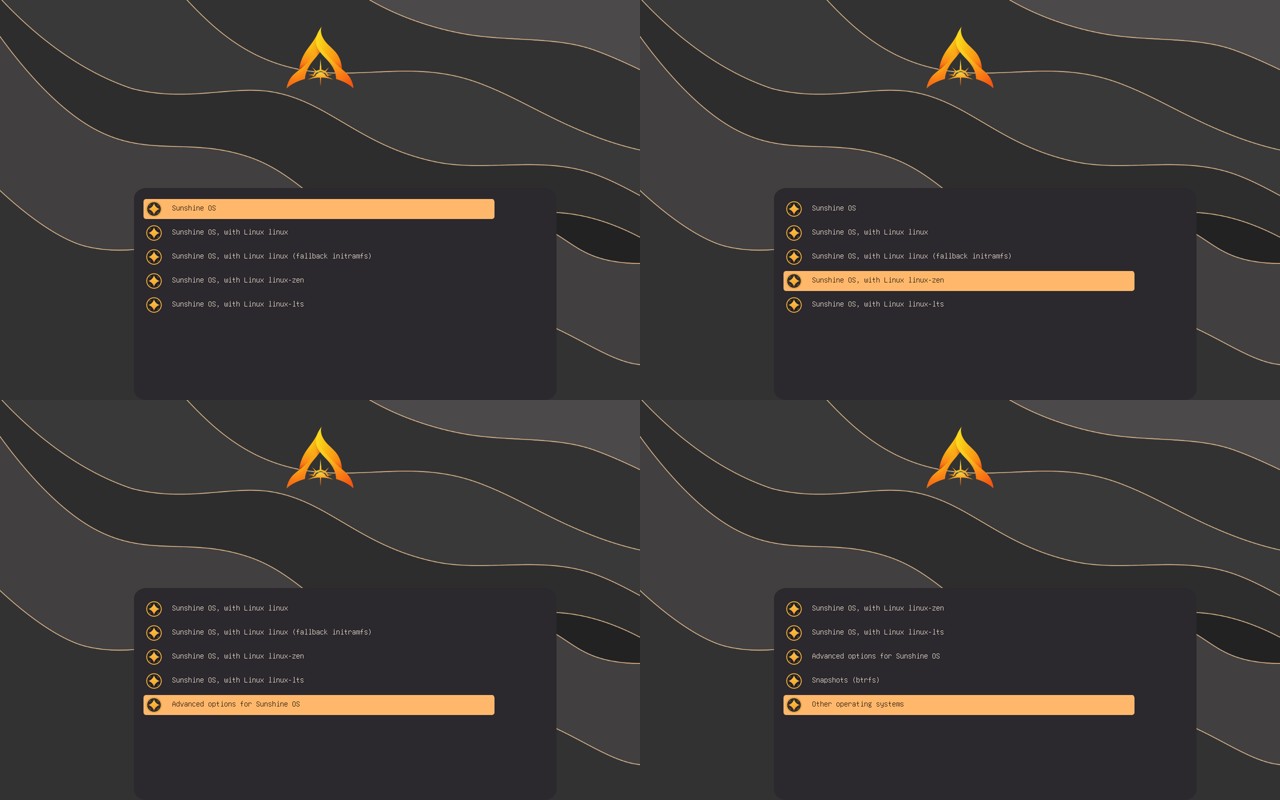 Sunshine OS
Sunshine OS, with Linux linux
Sunshine OS, with Linux linux (fallback initramfs)
Sunshine OS, with Linux linux-zen
Sunshine OS, with Linux linux-lts
Sunshine OS
Sunshine OS, with Linux linux
Sunshine OS, with Linux linux (fallback initramfs)
Sunshine OS, with Linux linux-zen
Sunshine OS, with Linux linux-lts
Sunshine OS, with Linux linux
Sunshine OS, with Linux linux (fallback initramfs)
Sunshine OS, with Linux linux-zen
Sunshine OS, with Linux linux-lts
Advanced options for Sunshine OS
Sunshine OS, with Linux linux-zen
Sunshine OS, with Linux linux-lts
Advanced options for Sunshine OS
Snapshots (btrfs)
Other operating systems